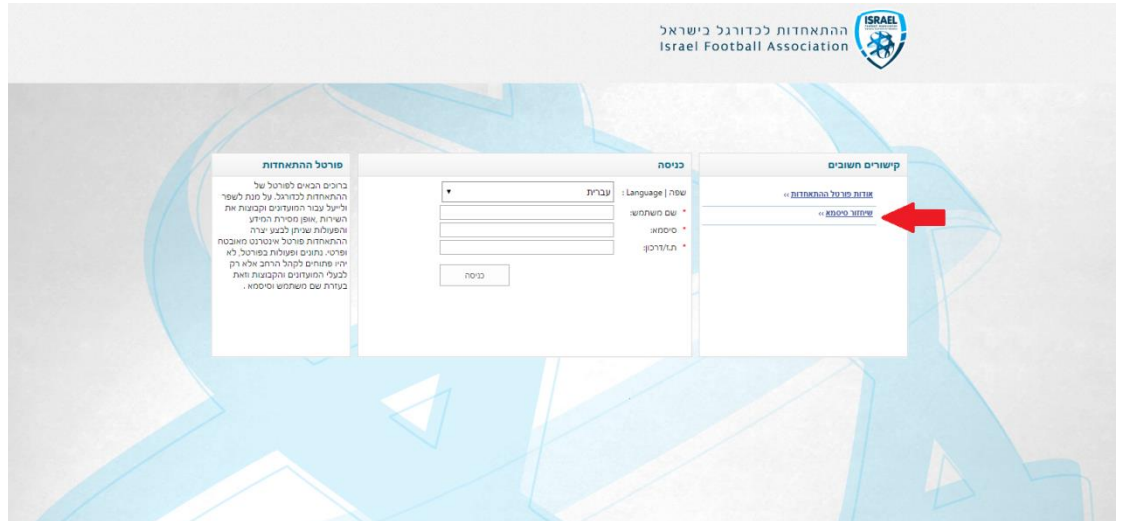 ההתאחדות לכדורגל בישראל
Israel Football Association
ISRAEL
קישורים חשובים
אודות פורטל ההתאחדות ››
שיחזור סיסמא ››
כניסה
שפה | Language :
עברית
* שם משתמש:
* סיסמא:
* ת.ז/דרכון:
כניסה
פורטל ההתאחדות
ברוכים הבאים לפורטל של
ההתאחדות לכדורגל. על מנת לשפר
ולייעל עבור המועדונים וקבוצות את
השירות ,אופן מסירת המידע
והפעולות שניתן לבצע יצרה
ההתאחדות פורטל אינטרנט מאובטח
ופרטי. נתונים ופעולות בפורטל, לא
יהיו פתוחים לקהל הרחב אלא רק
לבעלי המועדונים והקבוצות וזאת
בעזרת שם משתמש וסיסמא .